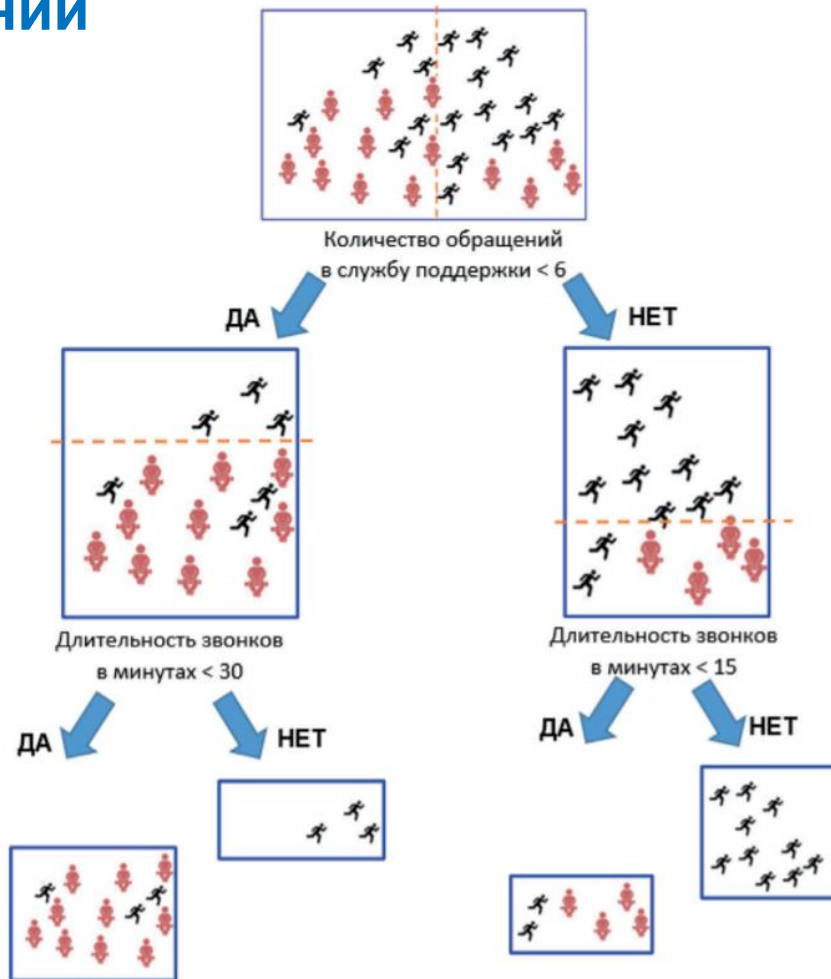 Количество обращений
в службу поддержки < 6
ДА
НЕТ
Длительность звонков
в минутах < 30
Длительность звонков
в минутах < 15
ДА
НЕТ
ДА
НЕТ